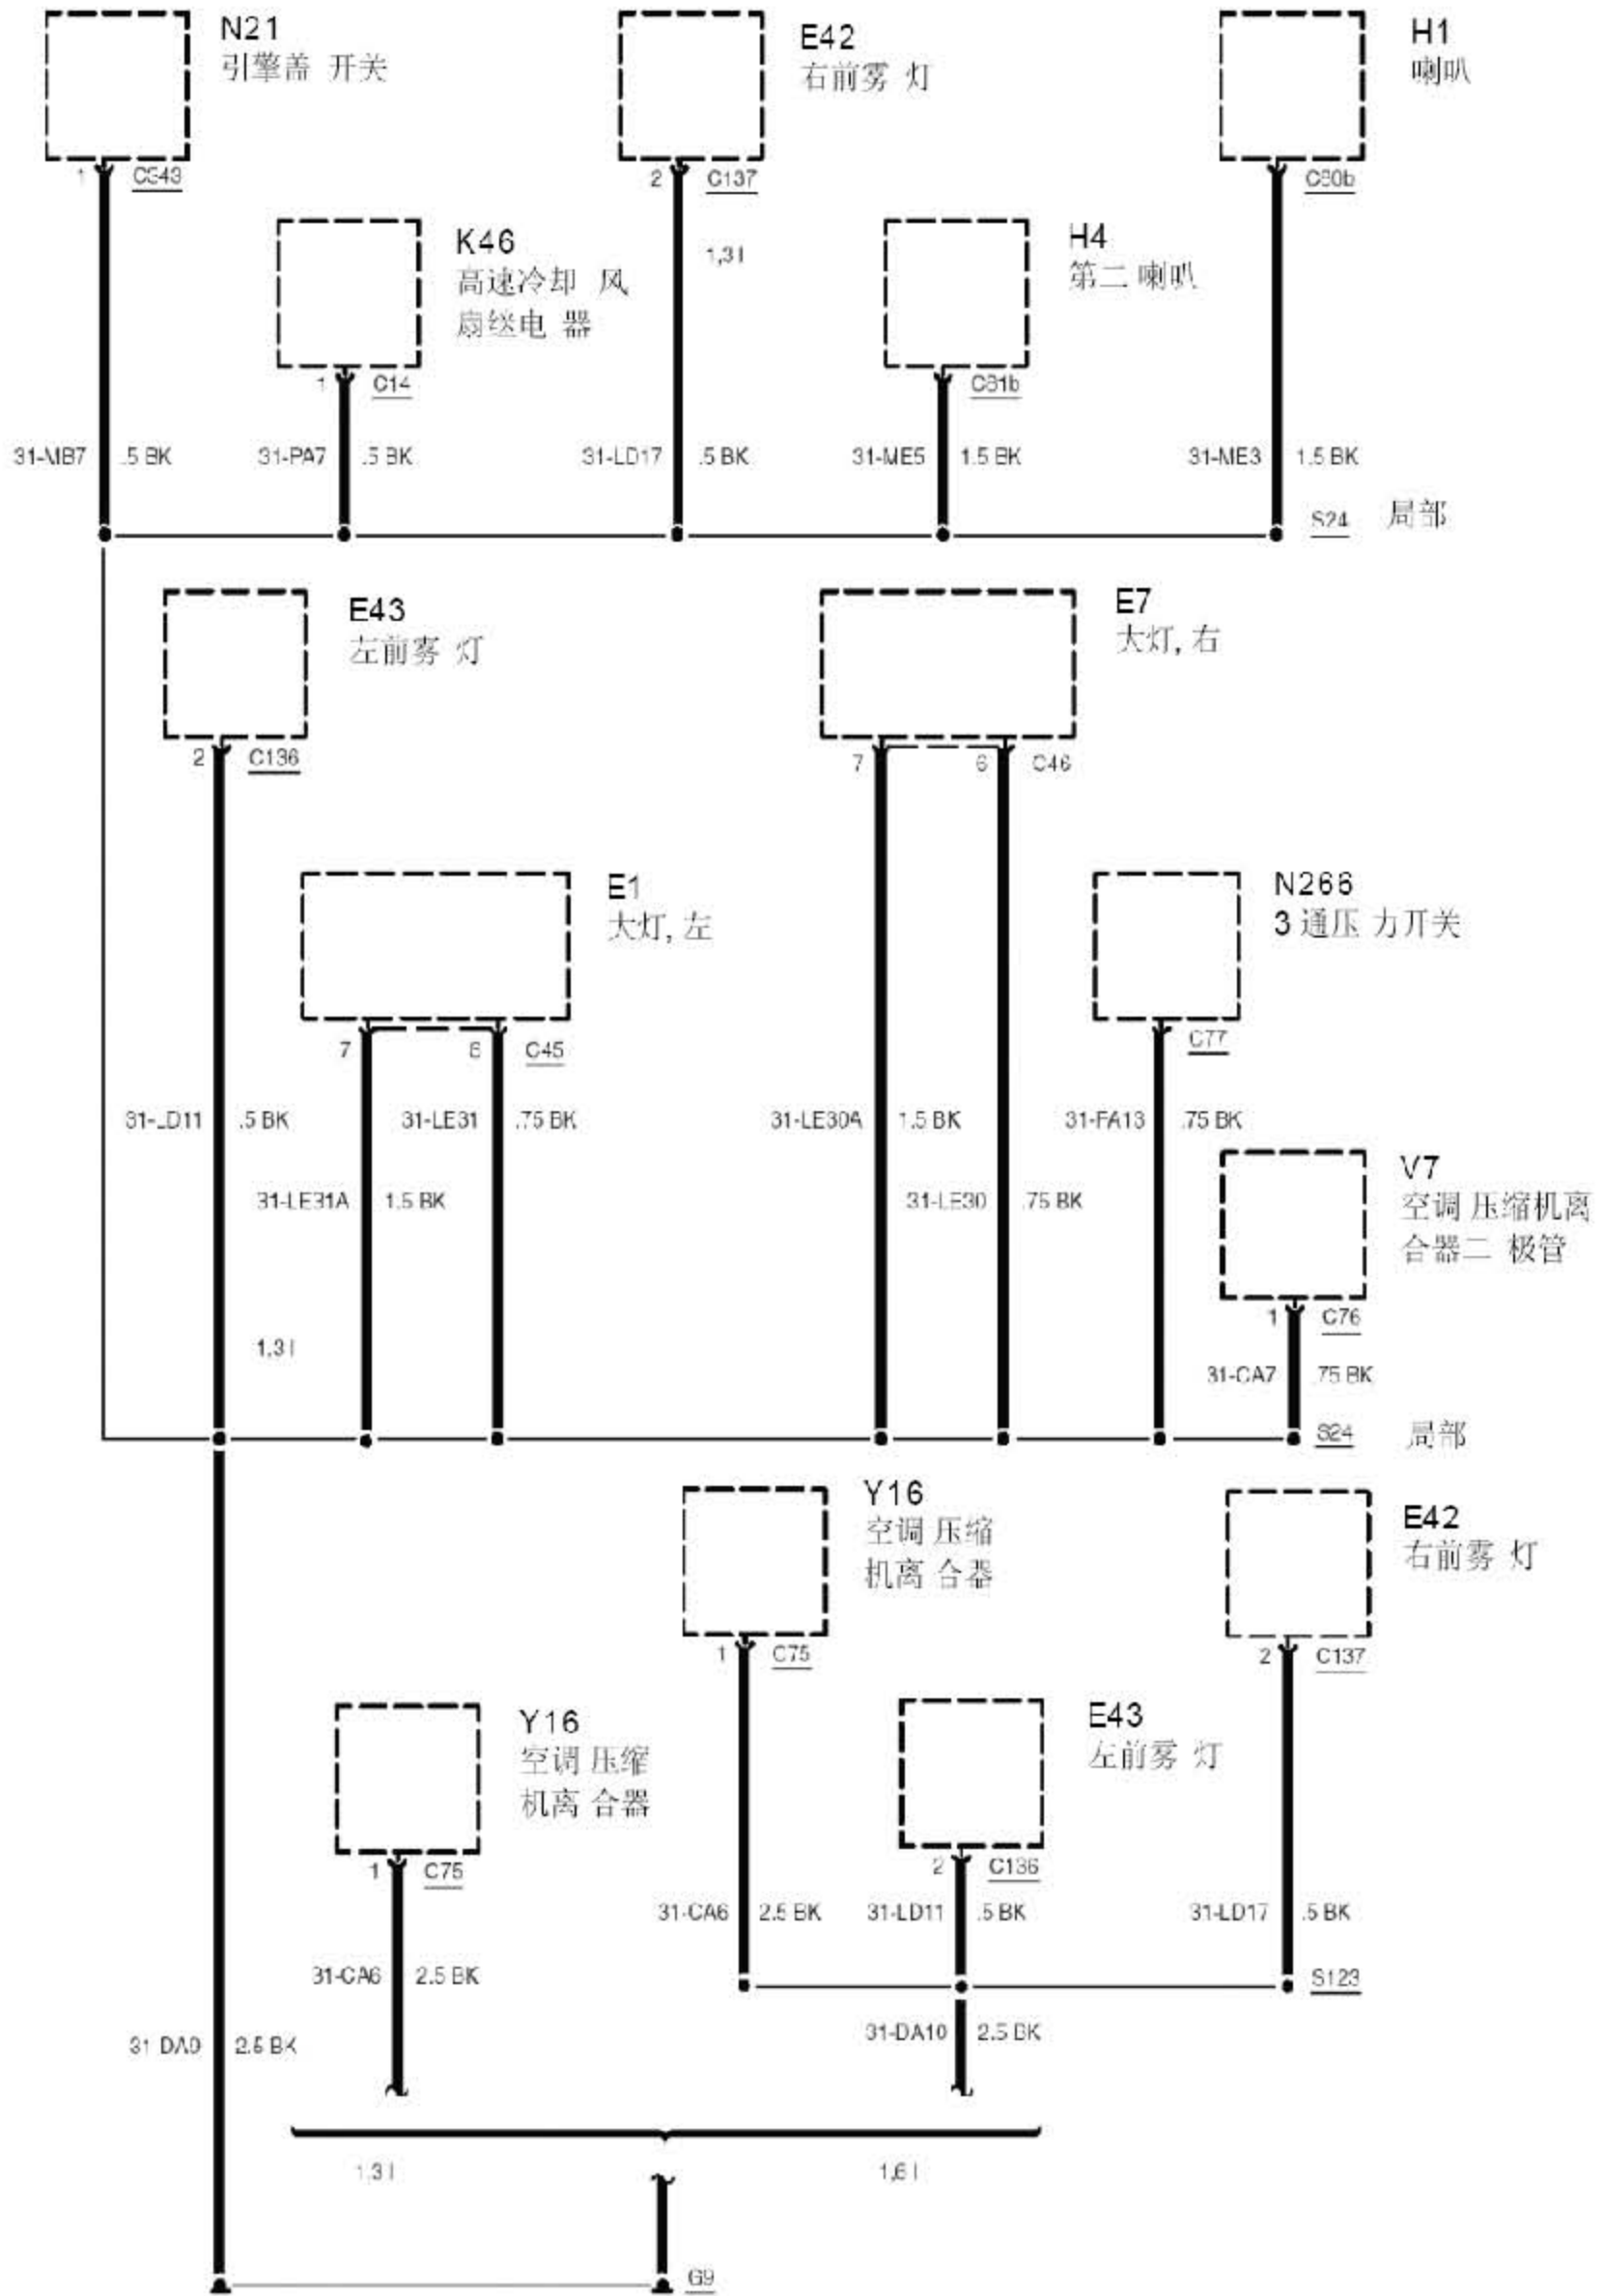 N21
引擎盖 开关
E42
右前雾 灯
H1
喇叭
1
2
C137
K46
高速冷却 风
扇继电 器
1,3 l
H4
第二 喇叭
1 C14
31-MB7 .5 BK
31-PA7 .5 BK
31-LD17 .5 BK
31-ME5 1.5 BK
31-ME3 1.5 BK
S24 局部
E43
左前雾 灯
E7
大灯, 右
2 C136
7 6 C46
E1
大灯, 左
N266
3 通压 力开关
7 6 C45
C77
31-LD11 .5 BK
31-LE31 .75 BK
31-LE30A 1.5 BK
31-FA13 .75 BK
V7
空调 压缩机离
合器二 极管
31-LE31A 1.5 BK
31-LE30 .75 BK
1 C76
1,3 l
31-CA7 .75 BK
S24 局部
Y16
空调 压缩
机离 合器
E42
右前雾 灯
1 C75
2 C137
Y16
空调 压缩
机离 合器
E43
左前雾 灯
1 C75
2 C136
31-CA6 2.5 BK
31-LD11 .5 BK
31-LD17 .5 BK
31-CA6 2.5 BK
S123
31-DA10 2.5 BK
31-DA9 2.5 BK
1,3 l
1,6 l
G9